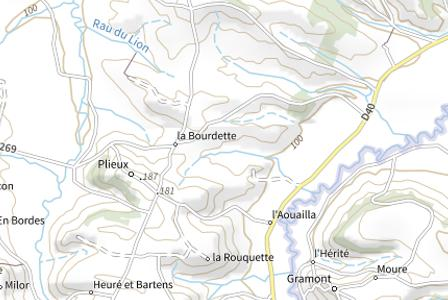 100
Rau du Lion
D40
la Bourdette
100
269
Plieux
187
181
con
En Bordes
l'Aouailla
la Rouquette
l'Hérité
Moure
Gramont
e
Milor
Heuré et Bartens